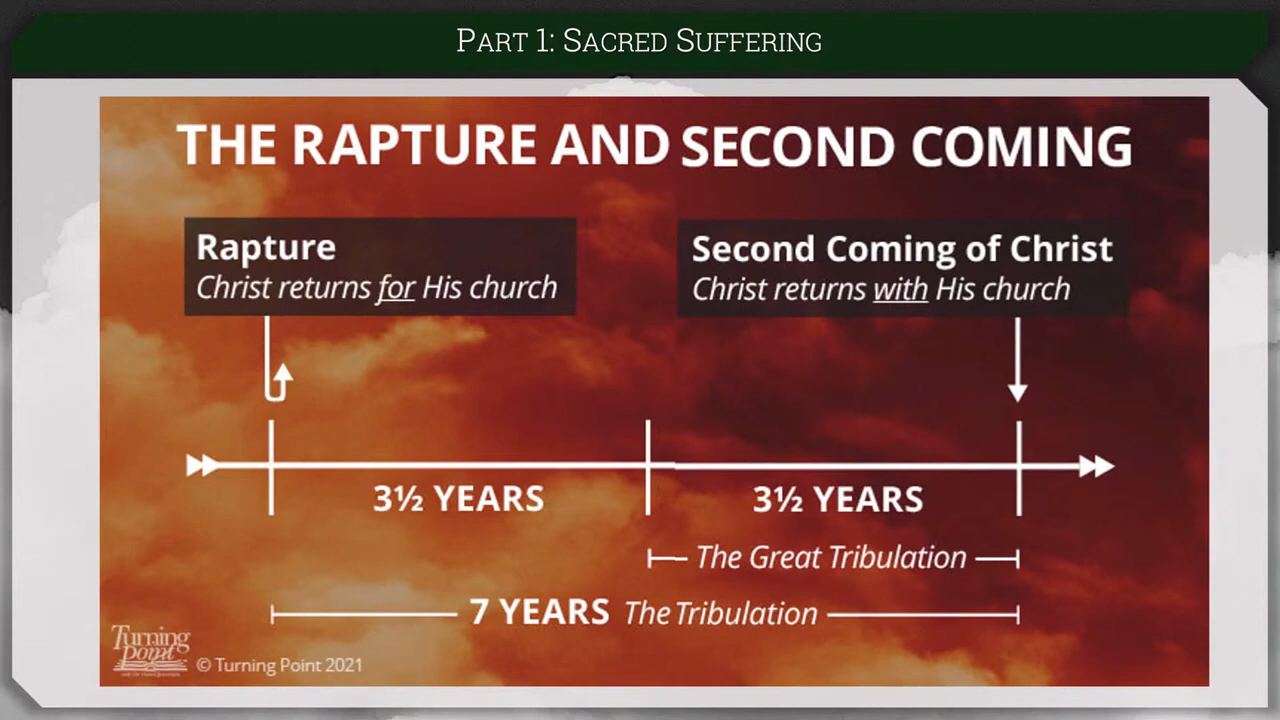 PART 1: SACRED SUFFERING
THE RAPTURE AND SECOND COMING
Rapture
Christ returns for His church
Second Coming of Christ
Christ returns with His church
3½ YEARS
3½ YEARS
The Great Tribulation
7 YEARS The Tribulation
Turning
Point
© Turning Point 2021